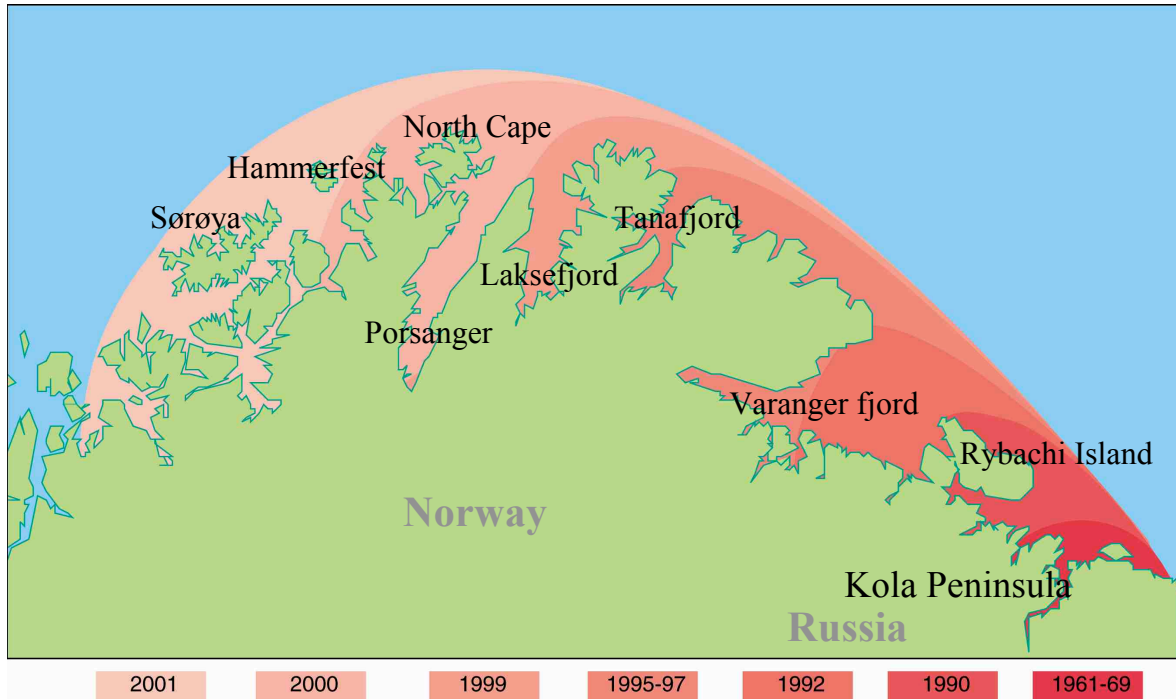 North Cape
Hammerfest
Sørøya
Tanafjord
Laksefjord
Porsanger
Varanger fjord
Rybachi Island
Norway
Kola Peninsula
Russia
2001 2000 1999 1995-97 1992 1990 1961-69